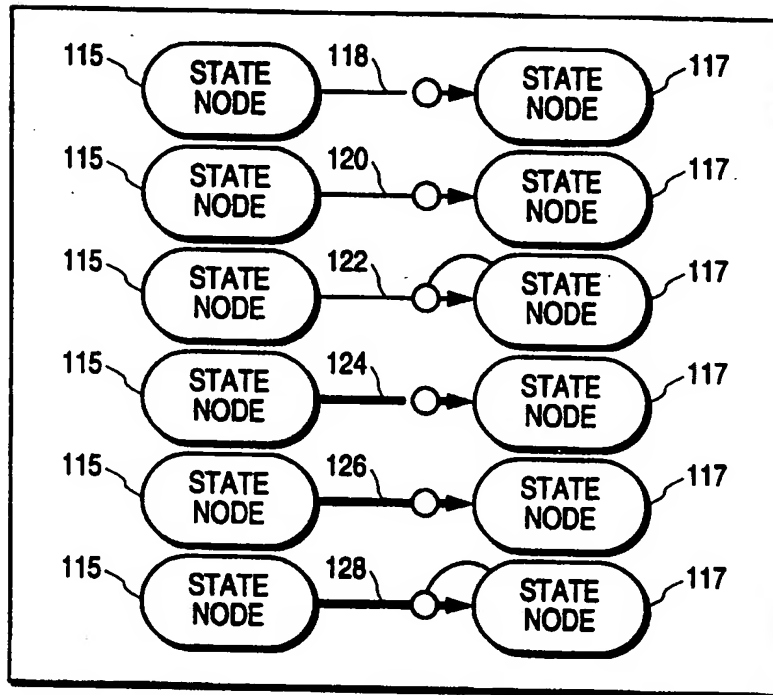 115 STATE NODE 118 STATE NODE 117
115 STATE NODE 120 STATE NODE 117
115 STATE NODE 122 STATE NODE 117
115 STATE NODE 124 STATE NODE 117
115 STATE NODE 126 STATE NODE 117
115 STATE NODE 128 STATE NODE 117